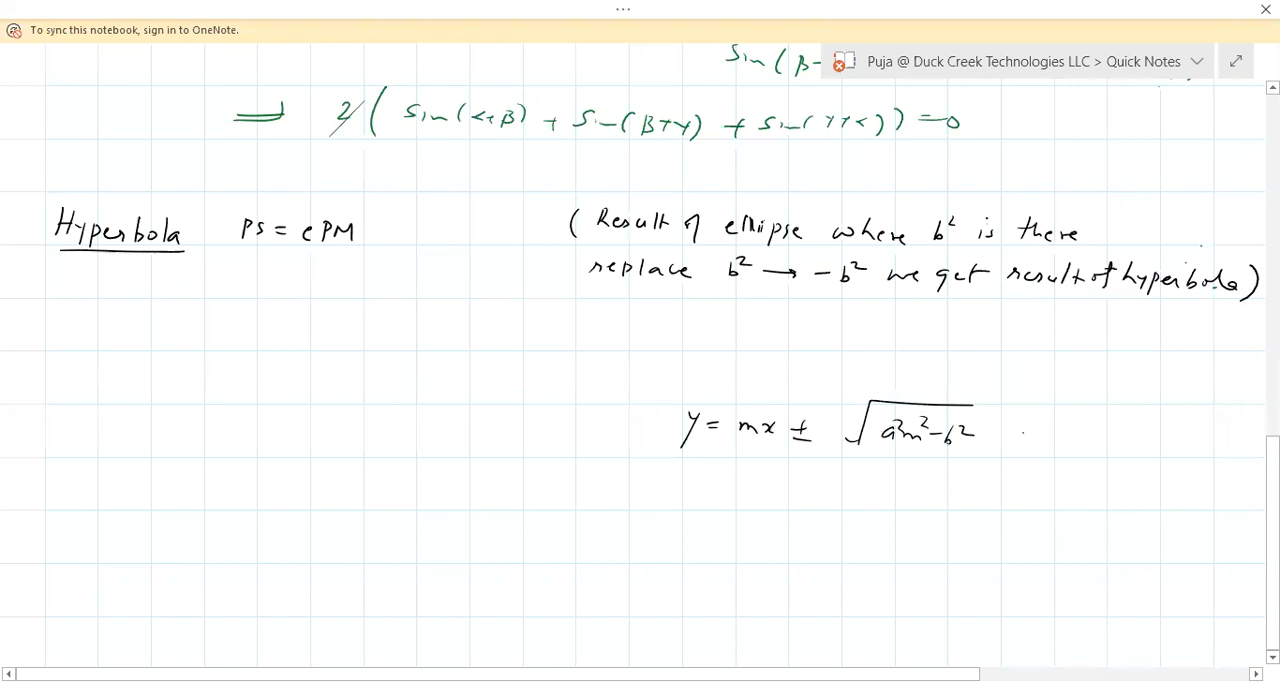 ...
To sync this notebook, sign in to OneNote.
Sin(β-
Puja @ Duck Creek Technologies LLC > Quick Notes
⇒ 2(Sin(α+β) + Sin(β+γ) + Sin(γ+α)) = 0
Hyperbola PS = ePM (Result of ellipse where b² is there
replace b² → -b² we get result of hyperbola)
y = mx ± √(a²m²-b²)